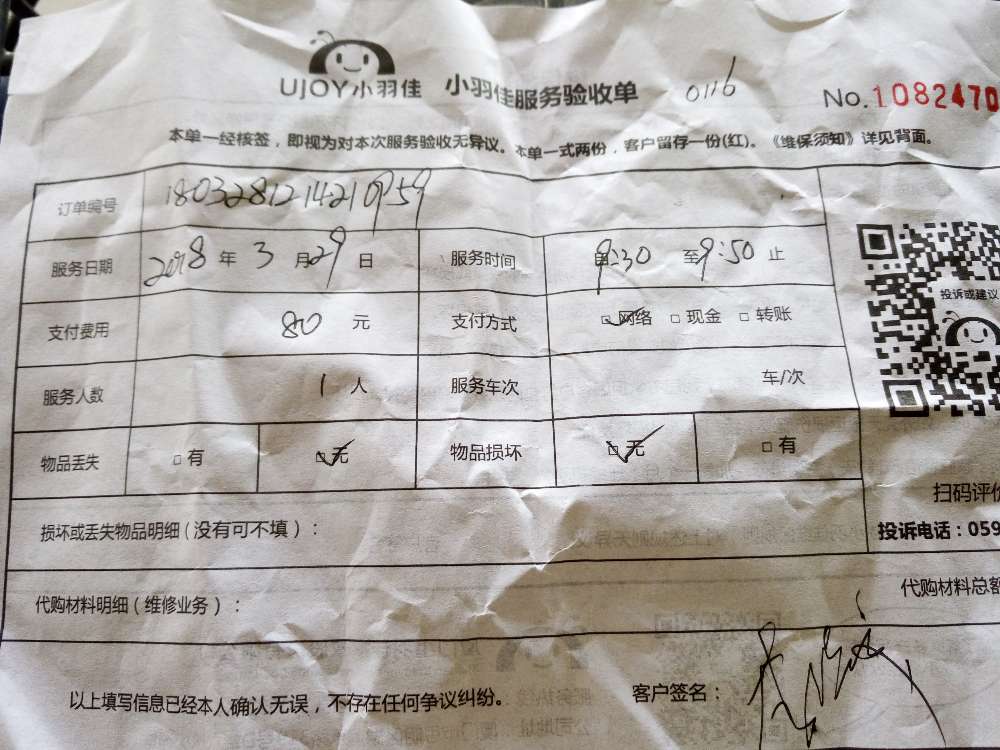 UJOY小羽佳 小羽佳服务验收单 0116 No.1082470
本单一经核签，即视为对本次服务验收无异议。本单一式两份，客户留存一份(红)。《维保须知》详见背面。
订单编号 1803281214210959
服务日期 2018 年 3 月 29 日 服务时间 9:30 至 9:50 止
投诉或建议
支付费用 80 元 支付方式 网络 现金 转账
服务人数 1 人 服务车次 车/次
物品丢失 有 无 物品损坏 无 有
扫码评价
损坏或丢失物品明细（没有可不填）： 投诉电话：059
代购材料明细（维修业务）： 代购材料总额
以上填写信息已经本人确认无误，不存在任何争议纠纷。 客户签名：